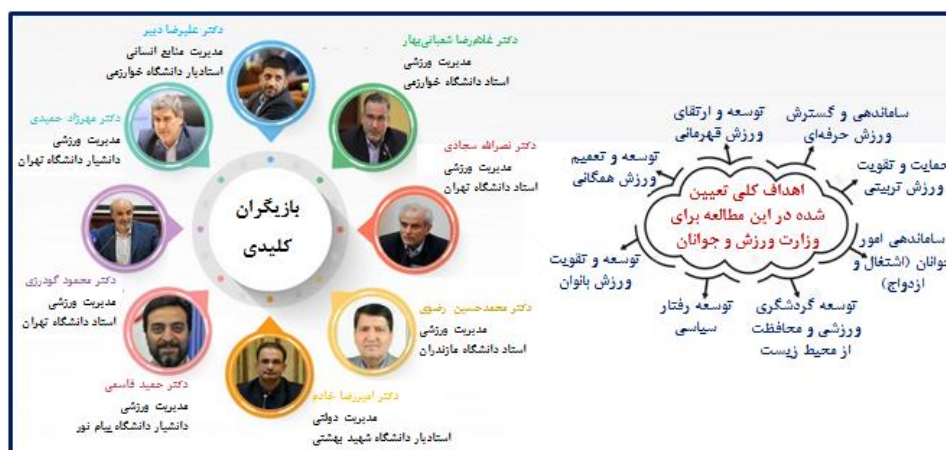 دکتر علیرضا دبیر
مدیریت منابع انسانی
استادیار دانشگاه خوارزمی
دکتر غلامرضا شعبانی‌بهار
مدیریت ورزشی
استاد دانشگاه خوارزمی
دکتر مهرزاد حمیدی
مدیریت ورزشی
دانشیار دانشگاه تهران
دکتر نصرالله سجادی
مدیریت ورزشی
استاد دانشگاه تهران
بازیگران
کلیدی
دکتر محمود گودرزی
مدیریت ورزشی
استاد دانشگاه تهران
دکتر محمدحسین رضوی
مدیریت ورزشی
استاد دانشگاه مازندران
دکتر حمید قاسمی
مدیریت ورزشی
دانشیار دانشگاه پیام نور
دکتر امیررضا خادم
مدیریت دولتی
استادیار دانشگاه شهید بهشتی
ساماندهی و گسترش
ورزش حرفه‌ای
توسعه و ارتقای
ورزش قهرمانی
حمایت و تقویت
ورزش تربیتی
توسعه و تعمیم
ورزش همگانی
اهداف کلی تعیین
شده در این مطالعه برای
وزارت ورزش و جوانان
ساماندهی امور
جوانان (اشتغال و
ازدواج)
توسعه و تقویت
ورزش بانوان
توسعه رفتار
سیاسی
توسعه گردشگری
ورزشی و محافظت
از محیط زیست